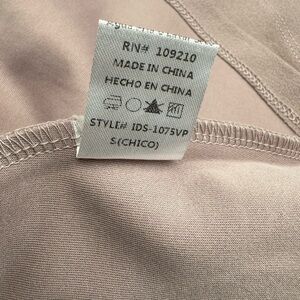 RN# 109210
MADE IN CHINA
HECHO EN CHINA
STYLE# IDS-1075VP
S(CHICO)